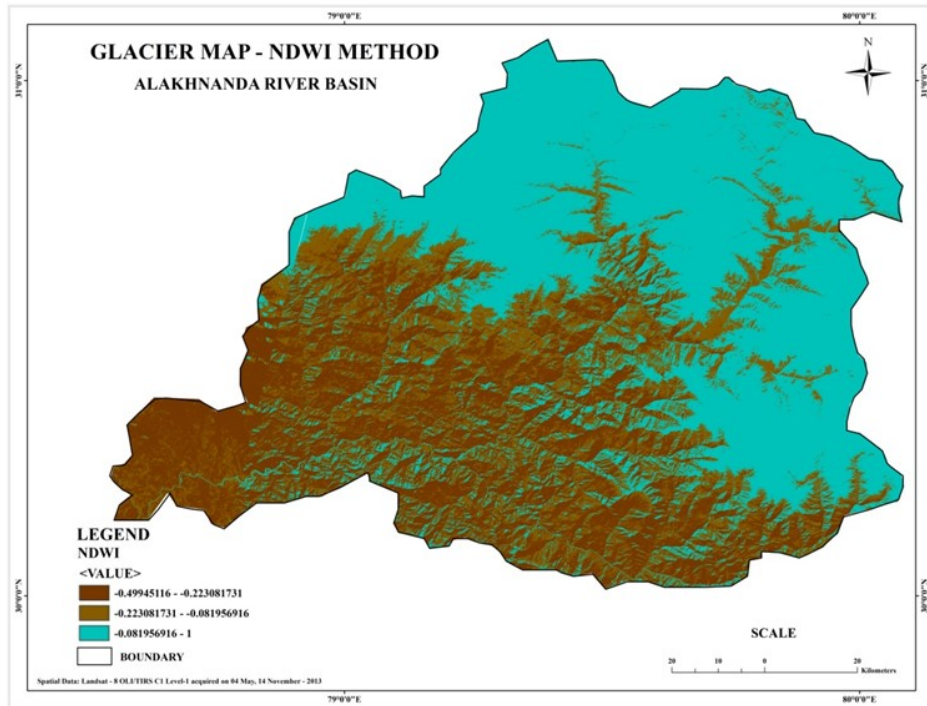 79°0'0"E 80°0'0"E
GLACIER MAP - NDWI METHOD
ALAKHNANDA RIVER BASIN
N
31°0'0"N 31°0'0"N
LEGEND
NDWI
<VALUE>
-0.49945116 - -0.223081731
-0.223081731 - -0.081956916
-0.081956916 - 1
BOUNDARY
30°0'0"N 30°0'0"N
SCALE
20 10 0 20
Kilometers
Spatial Data: Landsat - 8 OLI/TIRS C1 Level-1 acquired on 04 May, 14 November - 2013
79°0'0"E 80°0'0"E